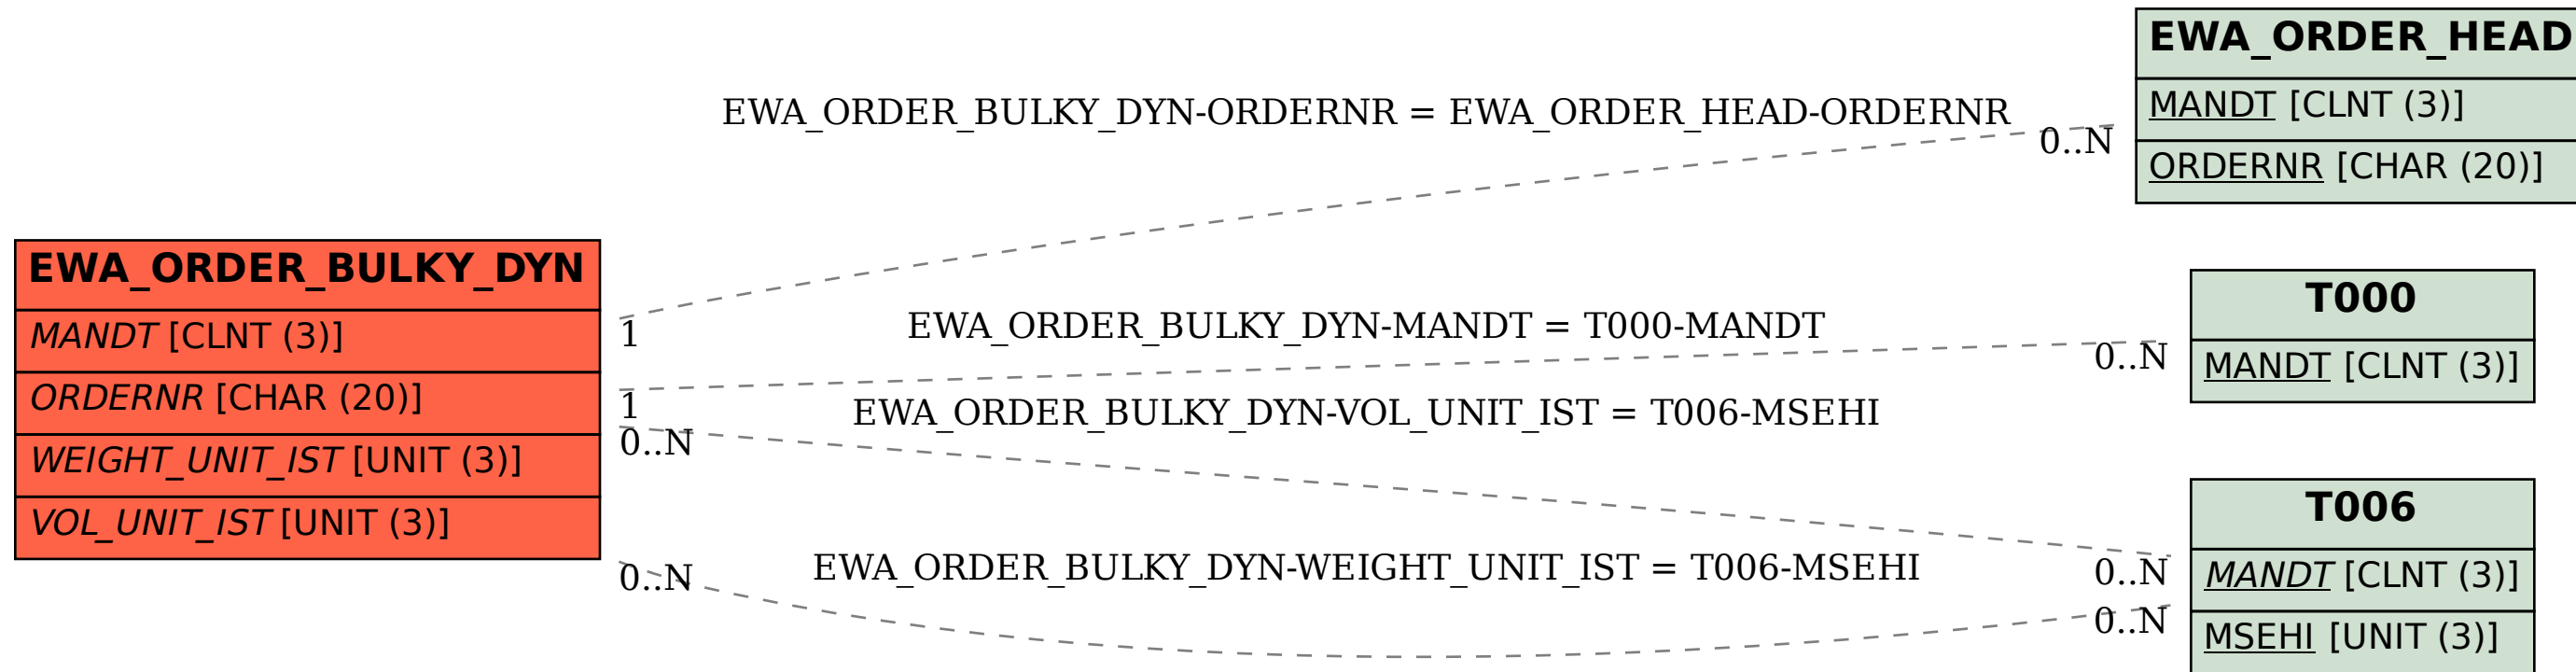 EWA_ORDER_HEAD
MANDT [CLNT (3)]
ORDERNR [CHAR (20)]
EWA_ORDER_BULKY_DYN-ORDERNR = EWA_ORDER_HEAD-ORDERNR
0..N
EWA_ORDER_BULKY_DYN
MANDT [CLNT (3)]
ORDERNR [CHAR (20)]
WEIGHT_UNIT_IST [UNIT (3)]
VOL_UNIT_IST [UNIT (3)]
1
EWA_ORDER_BULKY_DYN-MANDT = T000-MANDT
0..N
1
T000
MANDT [CLNT (3)]
EWA_ORDER_BULKY_DYN-VOL_UNIT_IST = T006-MSEHI
0..N
0..N
EWA_ORDER_BULKY_DYN-WEIGHT_UNIT_IST = T006-MSEHI
0..N
0..N
T006
MANDT [CLNT (3)]
MSEHI [UNIT (3)]